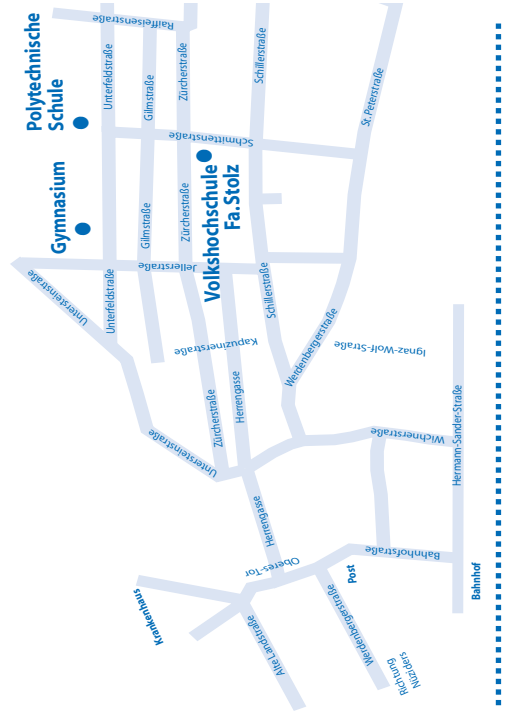 Polytechnische
Schule
Gymnasium
Volkshochschule
Fa. Stolz
Raiffeisenstraße
Unterfeldstraße
Gilmstraße
Zürcherstraße
Schillerstraße
St. Peterstraße
Schmittenstraße
Gilmstraße
Zürcherstraße
Jellerstraße
Unterfeldstraße
Untersteinstraße
Schillerstraße
Kapuzinerstraße
Werdenbergerstraße
Ignaz-Wolf-Straße
Zürcherstraße
Herrengasse
Untersteinstraße
Wichnerstraße
Hermann-Sander-Straße
Herrengasse
Oberes-Tor
Bahnhofstraße
Post
Bahnhof
Krankenhaus
Alte Landstraße
Werdenbergerstraße
Richtung
Nüziders